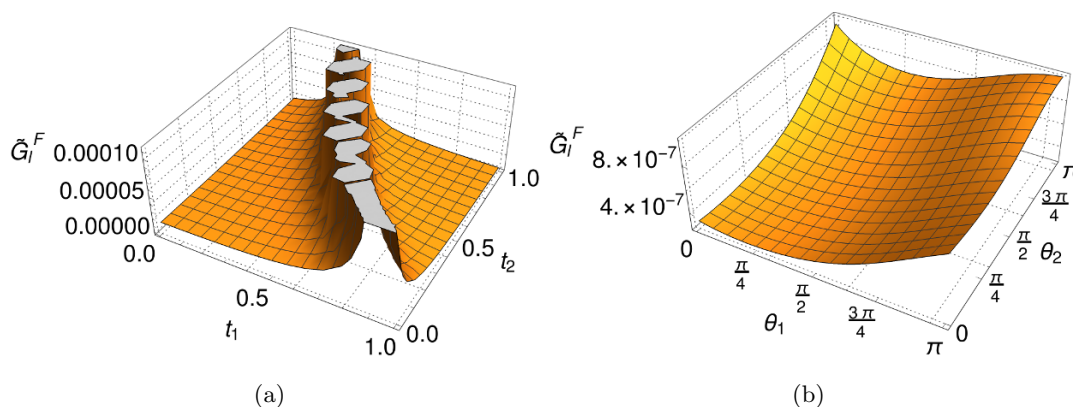 G̃ₗᶠ
0.00010
0.00005
0.00000
0.0
0.5
1.0
t₁
0.0
0.5
1.0
t₂
(a)
G̃ₗᶠ
8.×10⁻⁷
4.×10⁻⁷
0
π/4
π/2
3π/4
π
θ₁
0
π/4
π/2
3π/4
π
θ₂
(b)